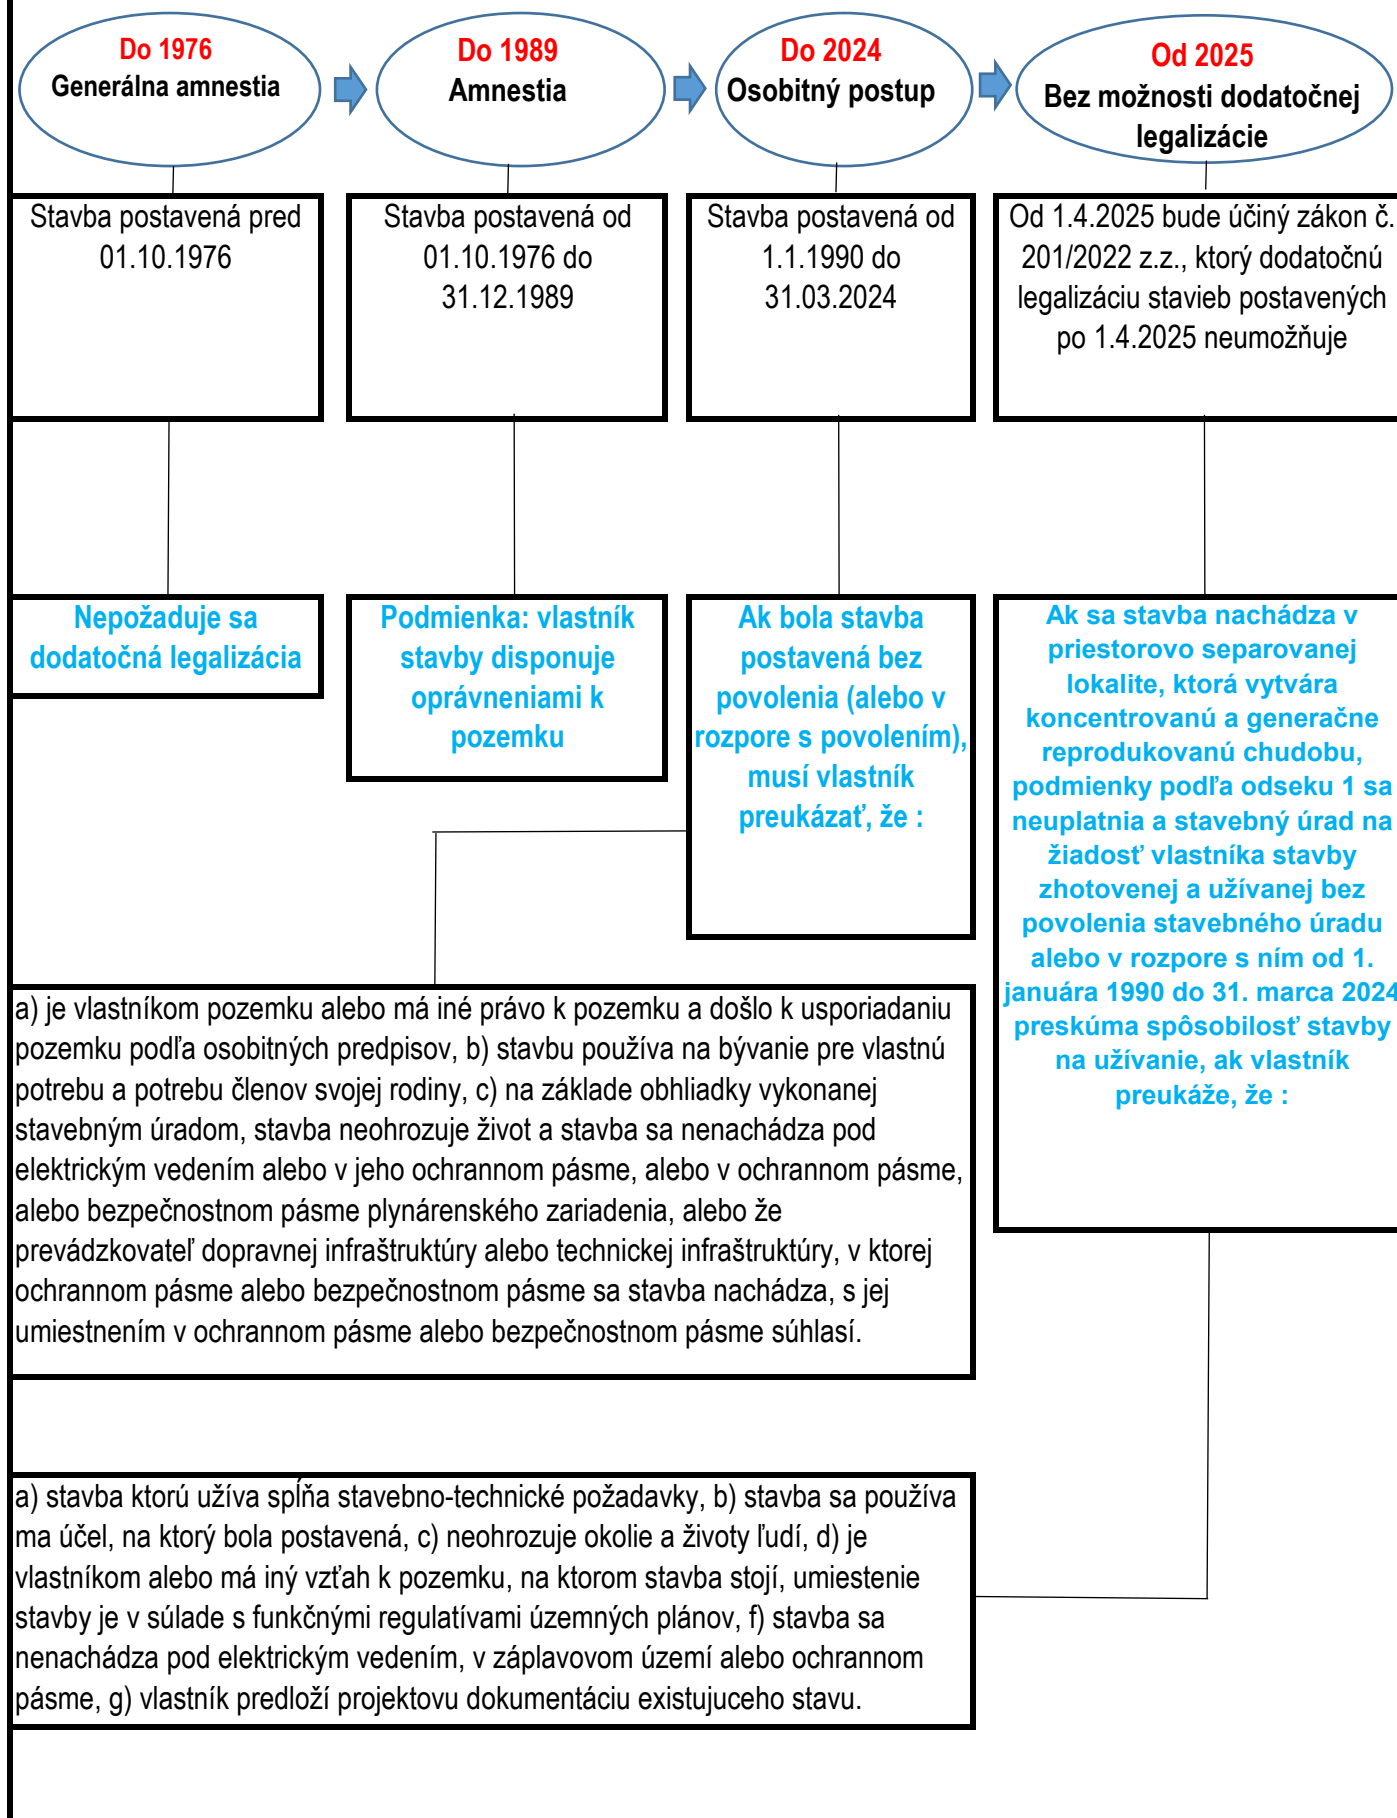 Do 1976
Generálna amnestia
Do 1989
Amnestia
Do 2024
Osobitný postup
Od 2025
Bez možnosti dodatočnej
legalizácie
Stavba postavená pred
01.10.1976
Stavba postavená od
01.10.1976 do
31.12.1989
Stavba postavená od
1.1.1990 do
31.03.2024
Od 1.4.2025 bude účiný zákon č.
201/2022 z.z., ktorý dodatočnú
legalizáciu stavieb postavených
po 1.4.2025 neumožňuje
Nepožaduje sa
dodatočná legalizácia
Podmienka: vlastník
stavby disponuje
oprávneniami k
pozemku
Ak bola stavba
postavená bez
povolenia (alebo v
rozpore s povolením),
musí vlastník
preukázať, že :
Ak sa stavba nachádza v
priestorovo separovanej
lokalite, ktorá vytvára
koncentrovanú a generačne
reprodukovanú chudobu,
podmienky podľa odseku 1 sa
neuplatnia a stavebný úrad na
žiadosť vlastníka stavby
zhotovenej a užívanej bez
povolenia stavebného úradu
alebo v rozpore s ním od 1.
januára 1990 do 31. marca 2024
preskúma spôsobilosť stavby
na užívanie, ak vlastník
preukáže, že :
a) je vlastníkom pozemku alebo má iné právo k pozemku a došlo k usporiadaniu
pozemku podľa osobitných predpisov, b) stavbu používa na bývanie pre vlastnú
potrebu a potrebu členov svojej rodiny, c) na základe obhliadky vykonanej
stavebným úradom, stavba neohrozuje život a stavba sa nenachádza pod
elektrickým vedením alebo v jeho ochrannom pásme, alebo v ochrannom pásme,
alebo bezpečnostnom pásme plynárenského zariadenia, alebo že
prevádzkovateľ dopravnej infraštruktúry alebo technickej infraštruktúry, v ktorej
ochrannom pásme alebo bezpečnostnom pásme sa stavba nachádza, s jej
umiestnením v ochrannom pásme alebo bezpečnostnom pásme súhlasí.
a) stavba ktorú užíva spĺňa stavebno-technické požadavky, b) stavba sa používa
ma účel, na ktorý bola postavená, c) neohrozuje okolie a životy ľudí, d) je
vlastníkom alebo má iný vzťah k pozemku, na ktorom stavba stojí, umiestenie
stavby je v súlade s funkčnými regulatívami územných plánov, f) stavba sa
nenachádza pod elektrickým vedením, v záplavovom území alebo ochrannom
pásme, g) vlastník predloží projektovu dokumentáciu existujuceho stavu.